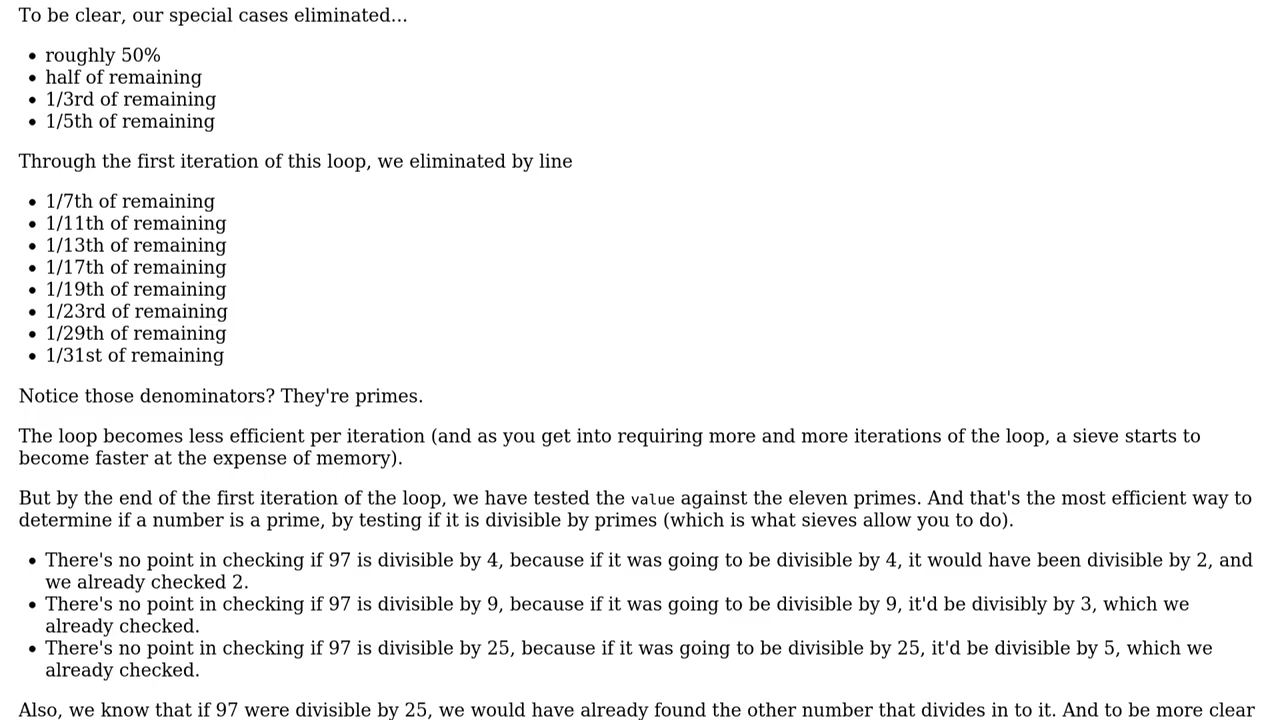 To be clear, our special cases eliminated...
• roughly 50%
• half of remaining
• 1/3rd of remaining
• 1/5th of remaining
Through the first iteration of this loop, we eliminated by line
• 1/7th of remaining
• 1/11th of remaining
• 1/13th of remaining
• 1/17th of remaining
• 1/19th of remaining
• 1/23rd of remaining
• 1/29th of remaining
• 1/31st of remaining
Notice those denominators? They're primes.
The loop becomes less efficient per iteration (and as you get into requiring more and more iterations of the loop, a sieve starts to
become faster at the expense of memory).
But by the end of the first iteration of the loop, we have tested the value against the eleven primes. And that's the most efficient way to
determine if a number is a prime, by testing if it is divisible by primes (which is what sieves allow you to do).
• There's no point in checking if 97 is divisible by 4, because if it was going to be divisible by 4, it would have been divisible by 2, and
we already checked 2.
• There's no point in checking if 97 is divisible by 9, because if it was going to be divisible by 9, it'd be divisibly by 3, which we
already checked.
• There's no point in checking if 97 is divisible by 25, because if it was going to be divisible by 25, it'd be divisible by 5, which we
already checked.
Also, we know that if 97 were divisible by 25, we would have already found the other number that divides in to it. And to be more clear